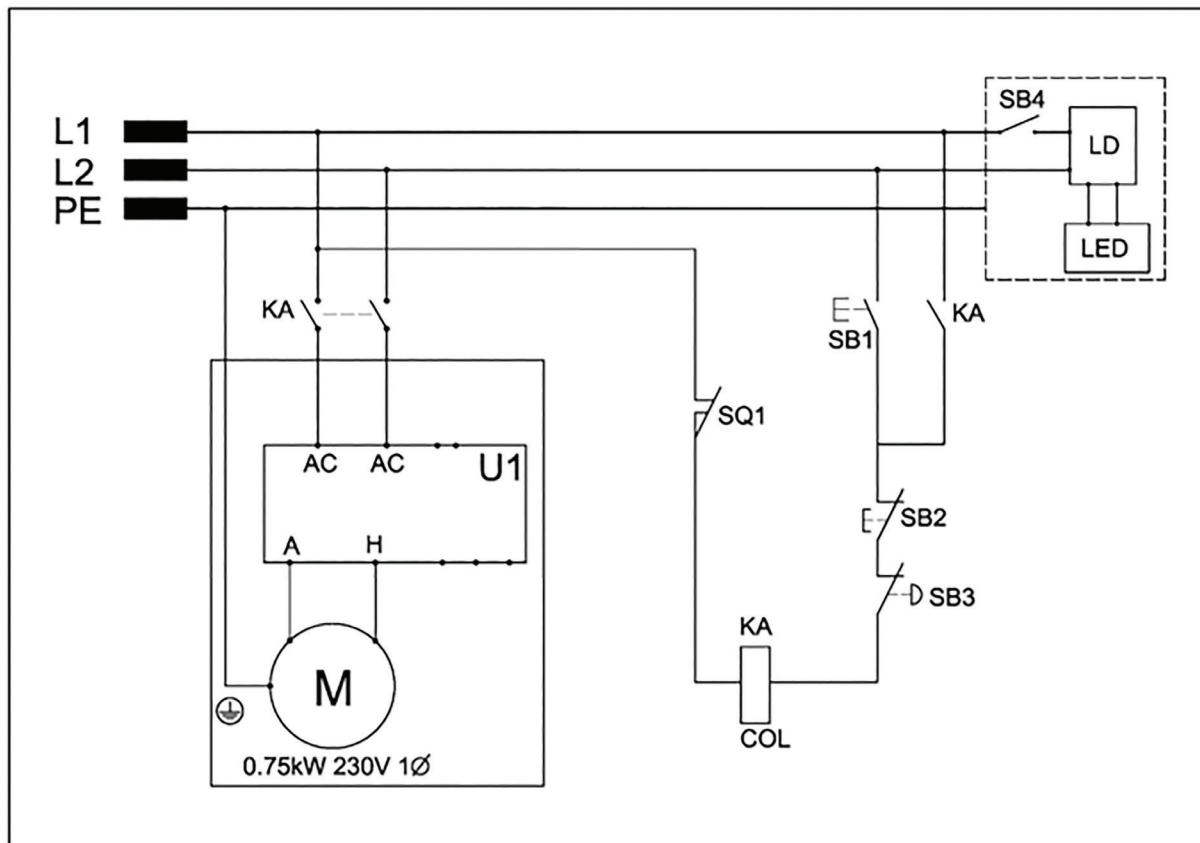 SB4
L1
LD
L2
PE
LED
KA
SB1
KA
SQ1
AC AC U1
SB2
A H
SB3
KA
M
COL
0.75kW 230V 1Ø